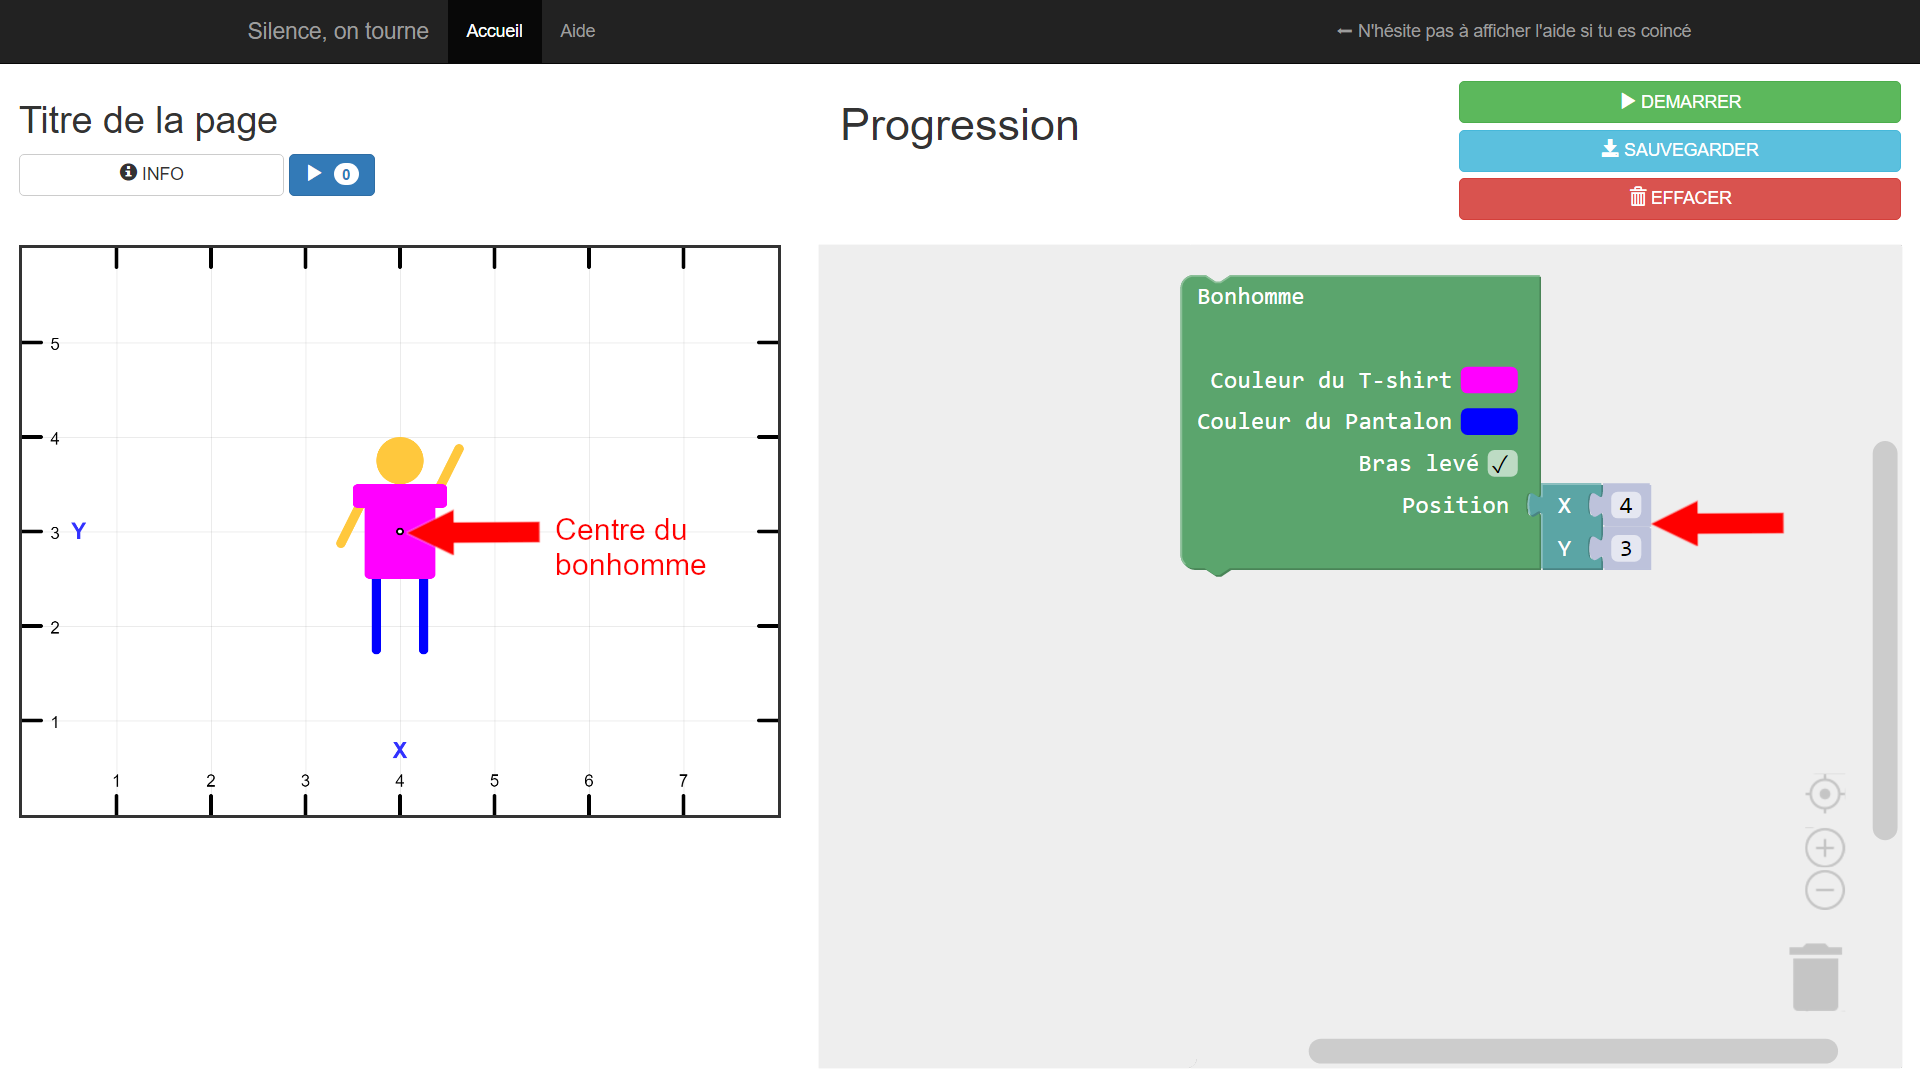 Silence, on tourne
Accueil
Aide
N'hésite pas à afficher l'aide si tu es coincé
Titre de la page
INFO
0
Progression
DEMARRER
SAUVEGARDER
EFFACER
5
4
3 Y
2
1
X
1 2 3 4 5 6 7
Centre du
bonhomme
Bonhomme
Couleur du T-shirt
Couleur du Pantalon
Bras levé ✓
Position X 4
Y 3